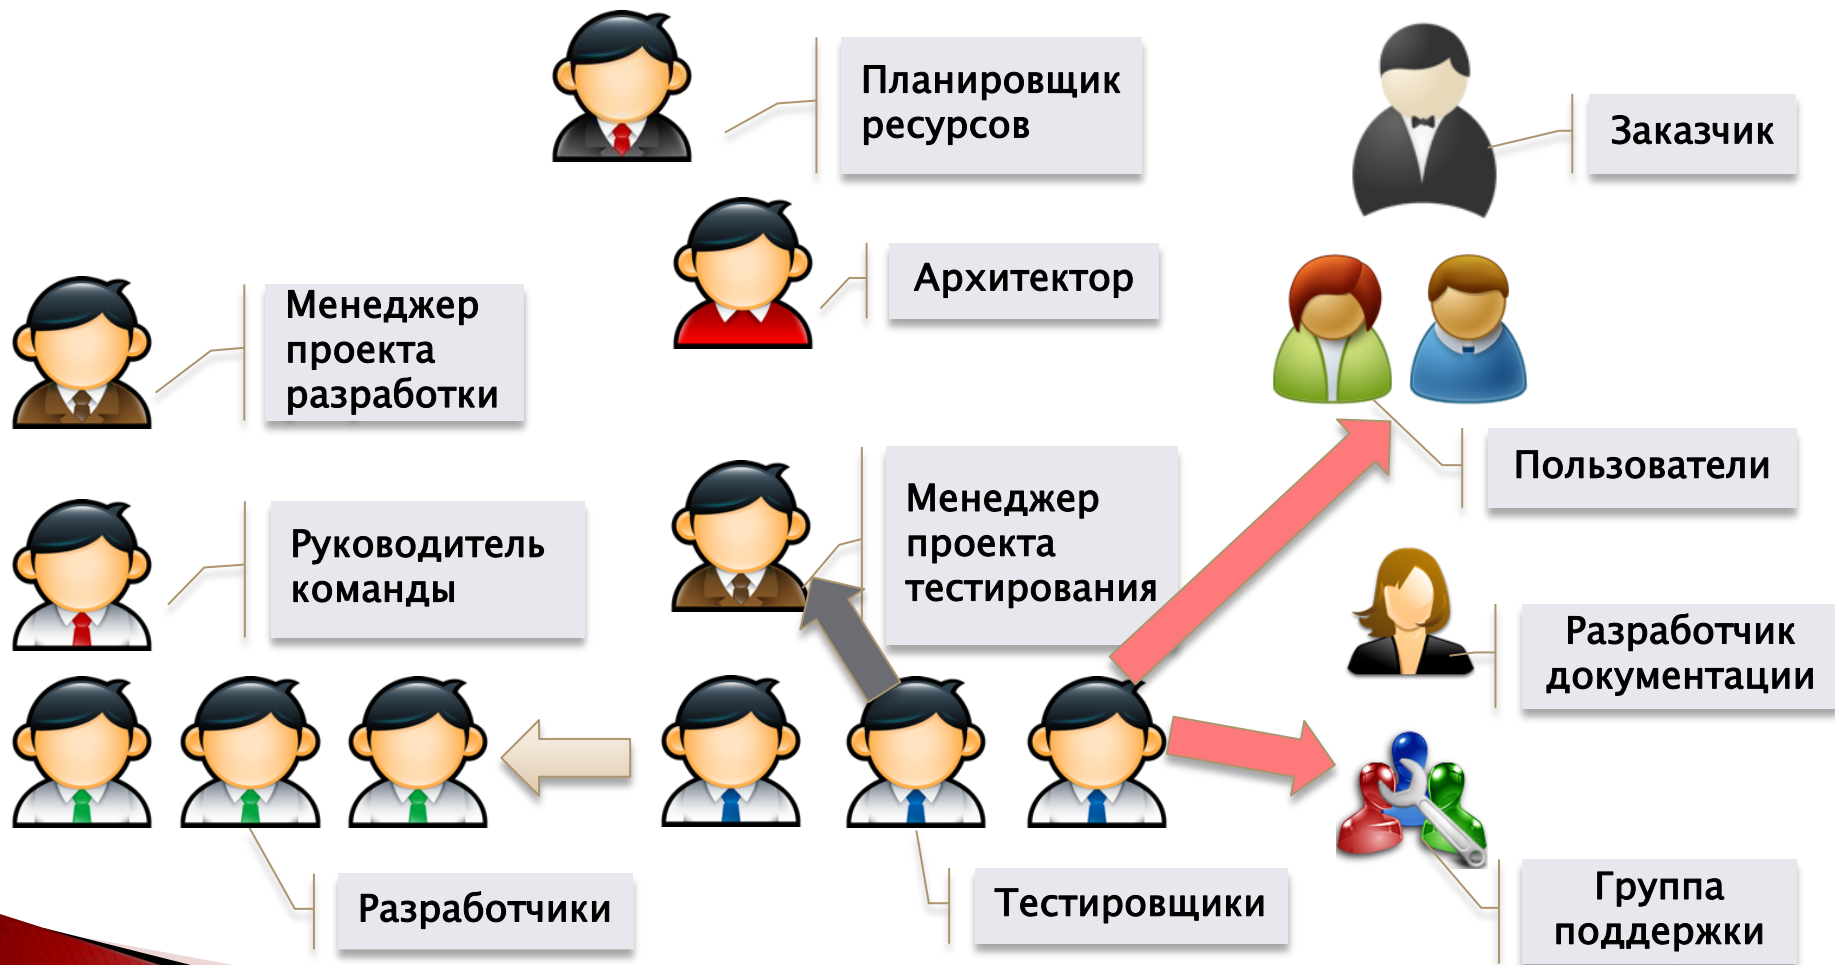 Планировщик
ресурсов
Заказчик
Архитектор
Менеджер
проекта
разработки
Пользователи
Менеджер
проекта
тестирования
Руководитель
команды
Разработчик
документации
Разработчики
Тестировщики
Группа
поддержки